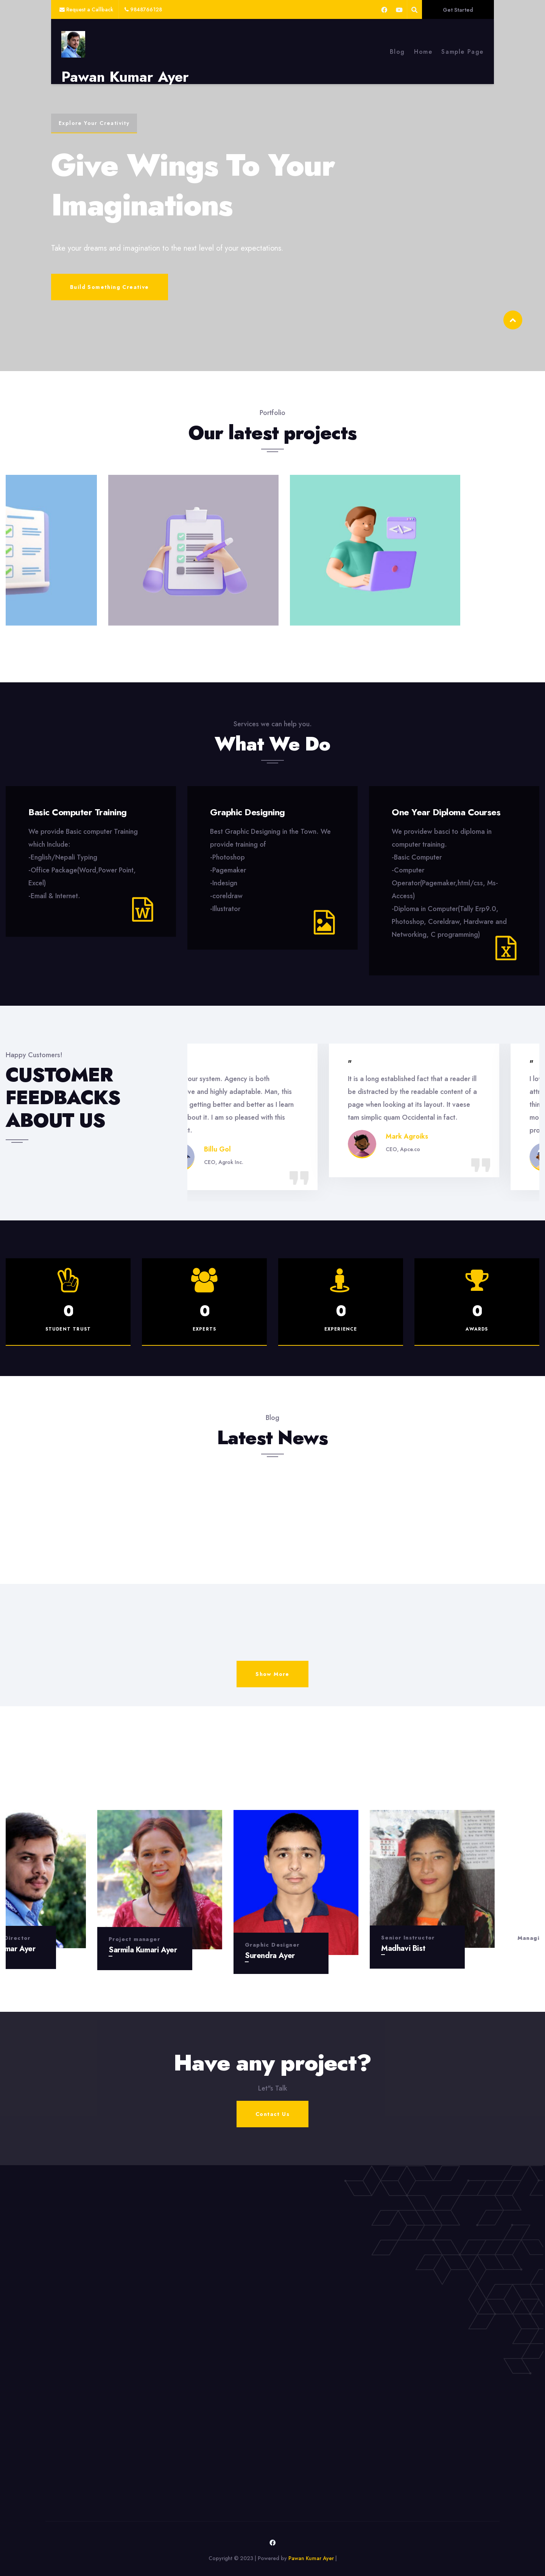 Request a Callback 9848766128
Get Started
Pawan Kumar Ayer
Blog Home Sample Page
Explore Your Creativity
Give Wings To Your
Imaginations
Take your dreams and imagination to the next level of your expectations.
Build Something Creative
Portfolio
Our latest projects
Services we can help you.
What We Do
Basic Computer Training
We provide Basic computer Training
which Include:
-English/Nepali Typing
-Office Package(Word,Power Point,
Excel)
-Email & Internet.
Graphic Designing
Best Graphic Designing in the Town. We
provide training of
-Photoshop
-Pagemaker
-Indesign
-coreldraw
-Illustrator
One Year Diploma Courses
We providew basci to diploma in
computer training.
-Basic Computer
-Computer
Operator(Pagemaker,html/css, Ms-
Access)
-Diploma in Computer(Tally Erp9.0,
Photoshop, Coreldraw, Hardware and
Networking, C programming)
Happy Customers!
CUSTOMER
FEEDBACKS
ABOUT US
our system. Agency is both
ve and highly adaptable. Man, this
getting better and better as I learn
bout it. I am so pleased with this
t.
Billu Gol
CEO, Agrok Inc.
"
It is a long established fact that a reader ill
be distracted by the readable content of a
page when looking at its layout. It vaese
tam simplic quam Occidental in fact.
Mark Agroiks
CEO, Apce.co
"
I lo
att
thin
mo
pro
0
STUDENT TRUST
0
EXPERTS
0
EXPERIENCE
0
AWARDS
Blog
Latest News
Show More
Director
mar Ayer
Project manager
Sarmila Kumari Ayer
Graphic Designer
Surendra Ayer
Senior Instructor
Madhavi Bist
Managi
Have any project?
Let"s Talk
Contact Us
Copyright © 2023 | Powered by Pawan Kumar Ayer |